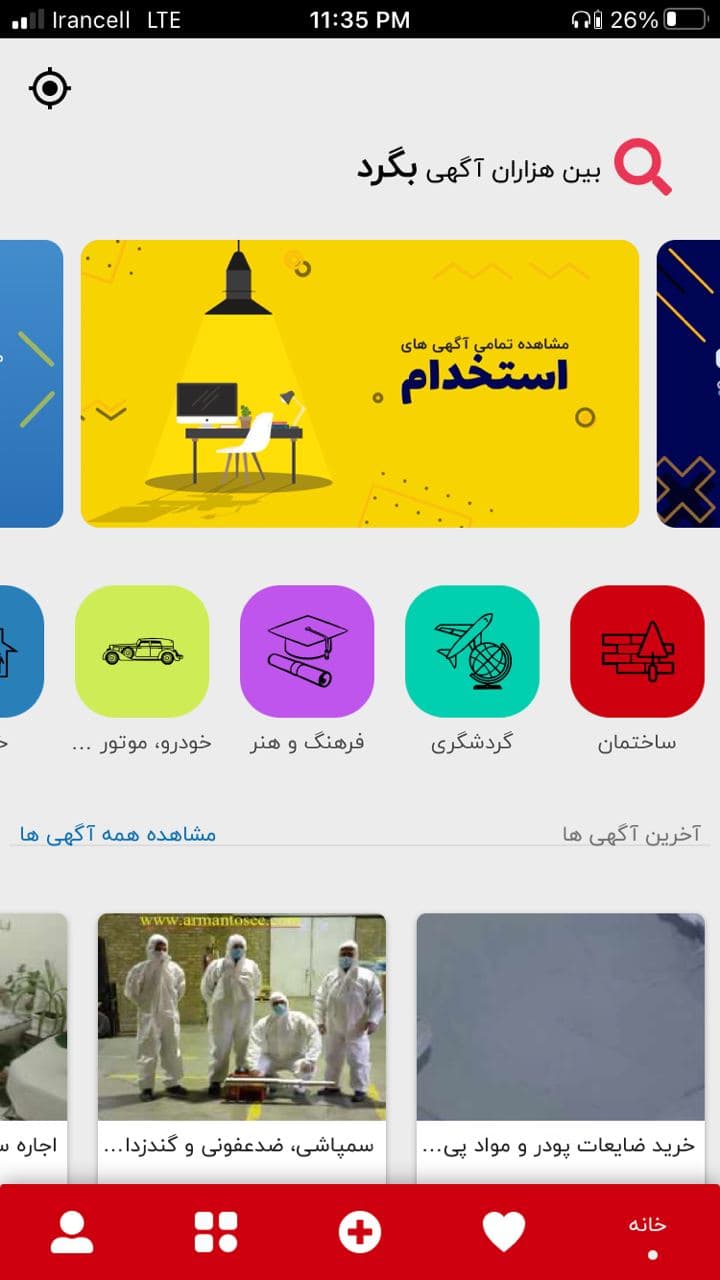 Irancell LTE 11:35 PM 26%
بین هزاران آگهی بگرد
مشاهده تمامی آگهی های
استخدام
ساختمان
گردشگری
فرهنگ و هنر
خودرو، موتور ...
آخرین آگهی ها
مشاهده همه آگهی ها
www.armantosee.com
خرید ضایعات پودر و مواد پی...
سمپاشی، ضدعفونی و گندزدا...
اجاره
خانه